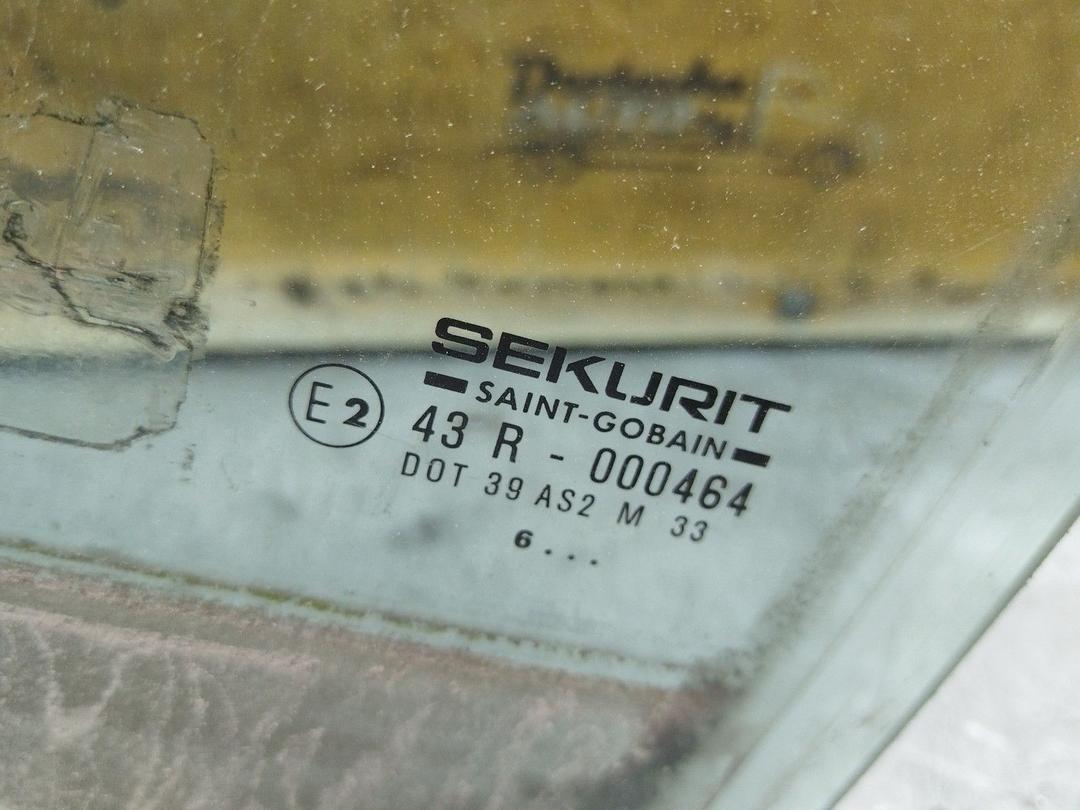 SEKURIT
SAINT-GOBAIN
E2
43 R - 000464
DOT 39 AS2 M 33
6...